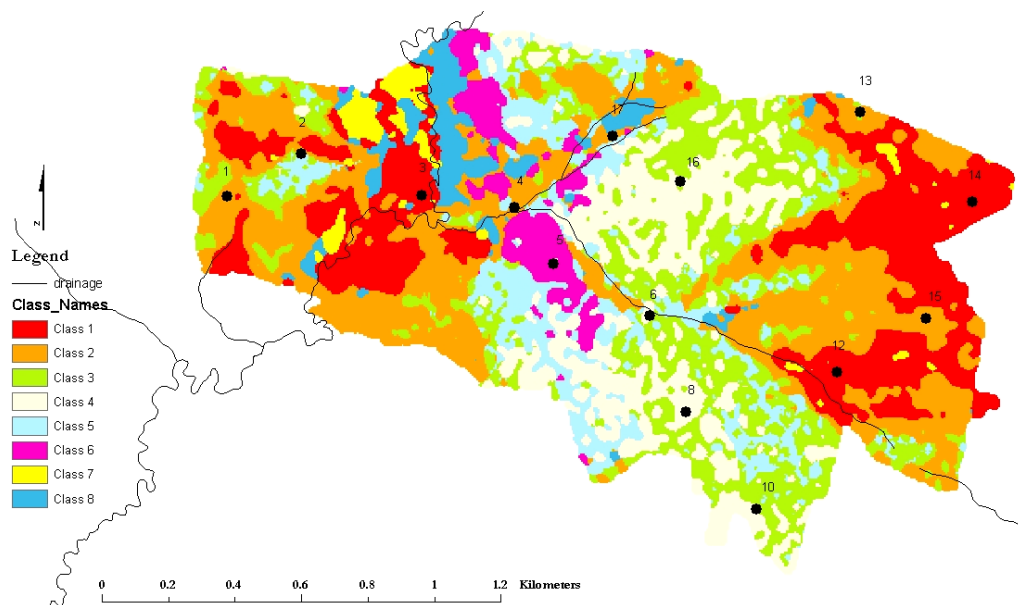 13
17
2
16
1
3
14
4
z
5
Legend
drainage
6
15
Class_Names
Class 1
Class 2
12
Class 3
Class 4
8
Class 5
Class 6
Class 7
10
Class 8
0 0.2 0.4 0.6 0.8 1 1.2 Kilometers